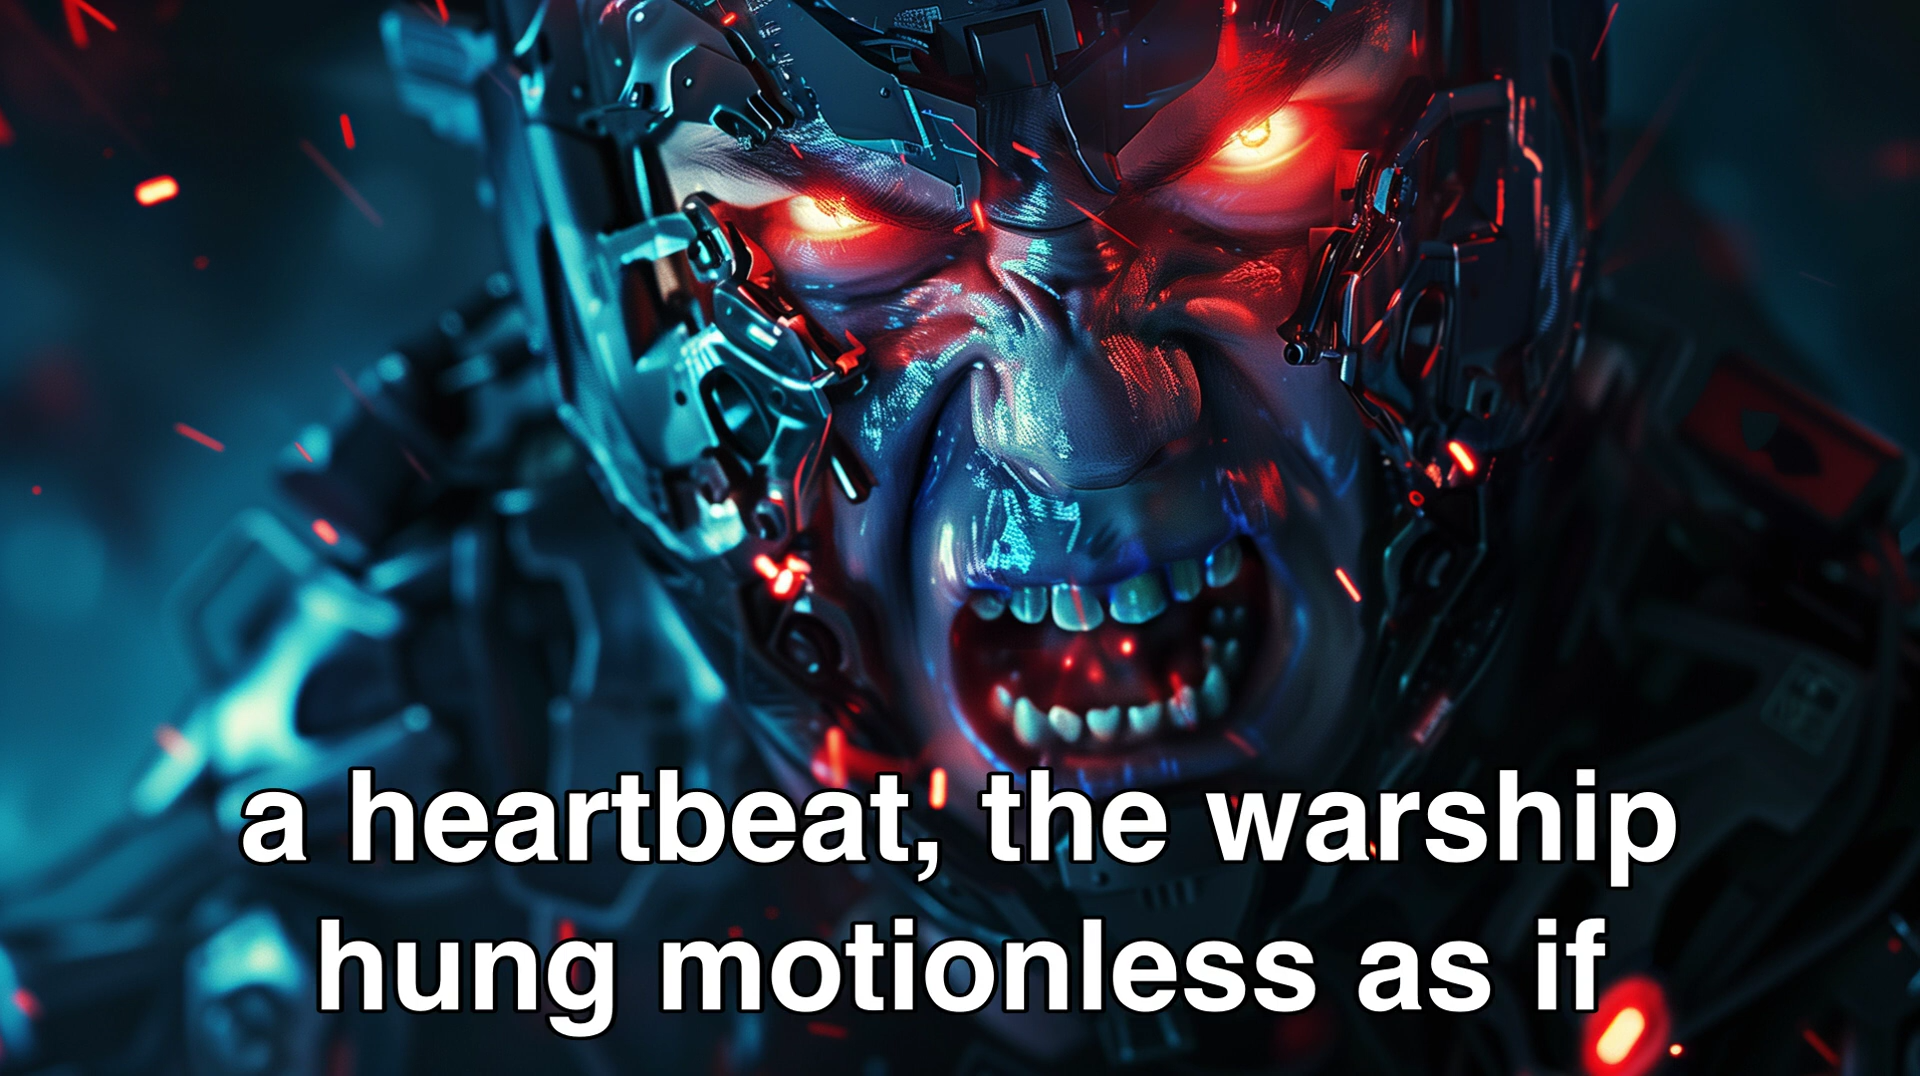 a heartbeat, the warship
hung motionless as if